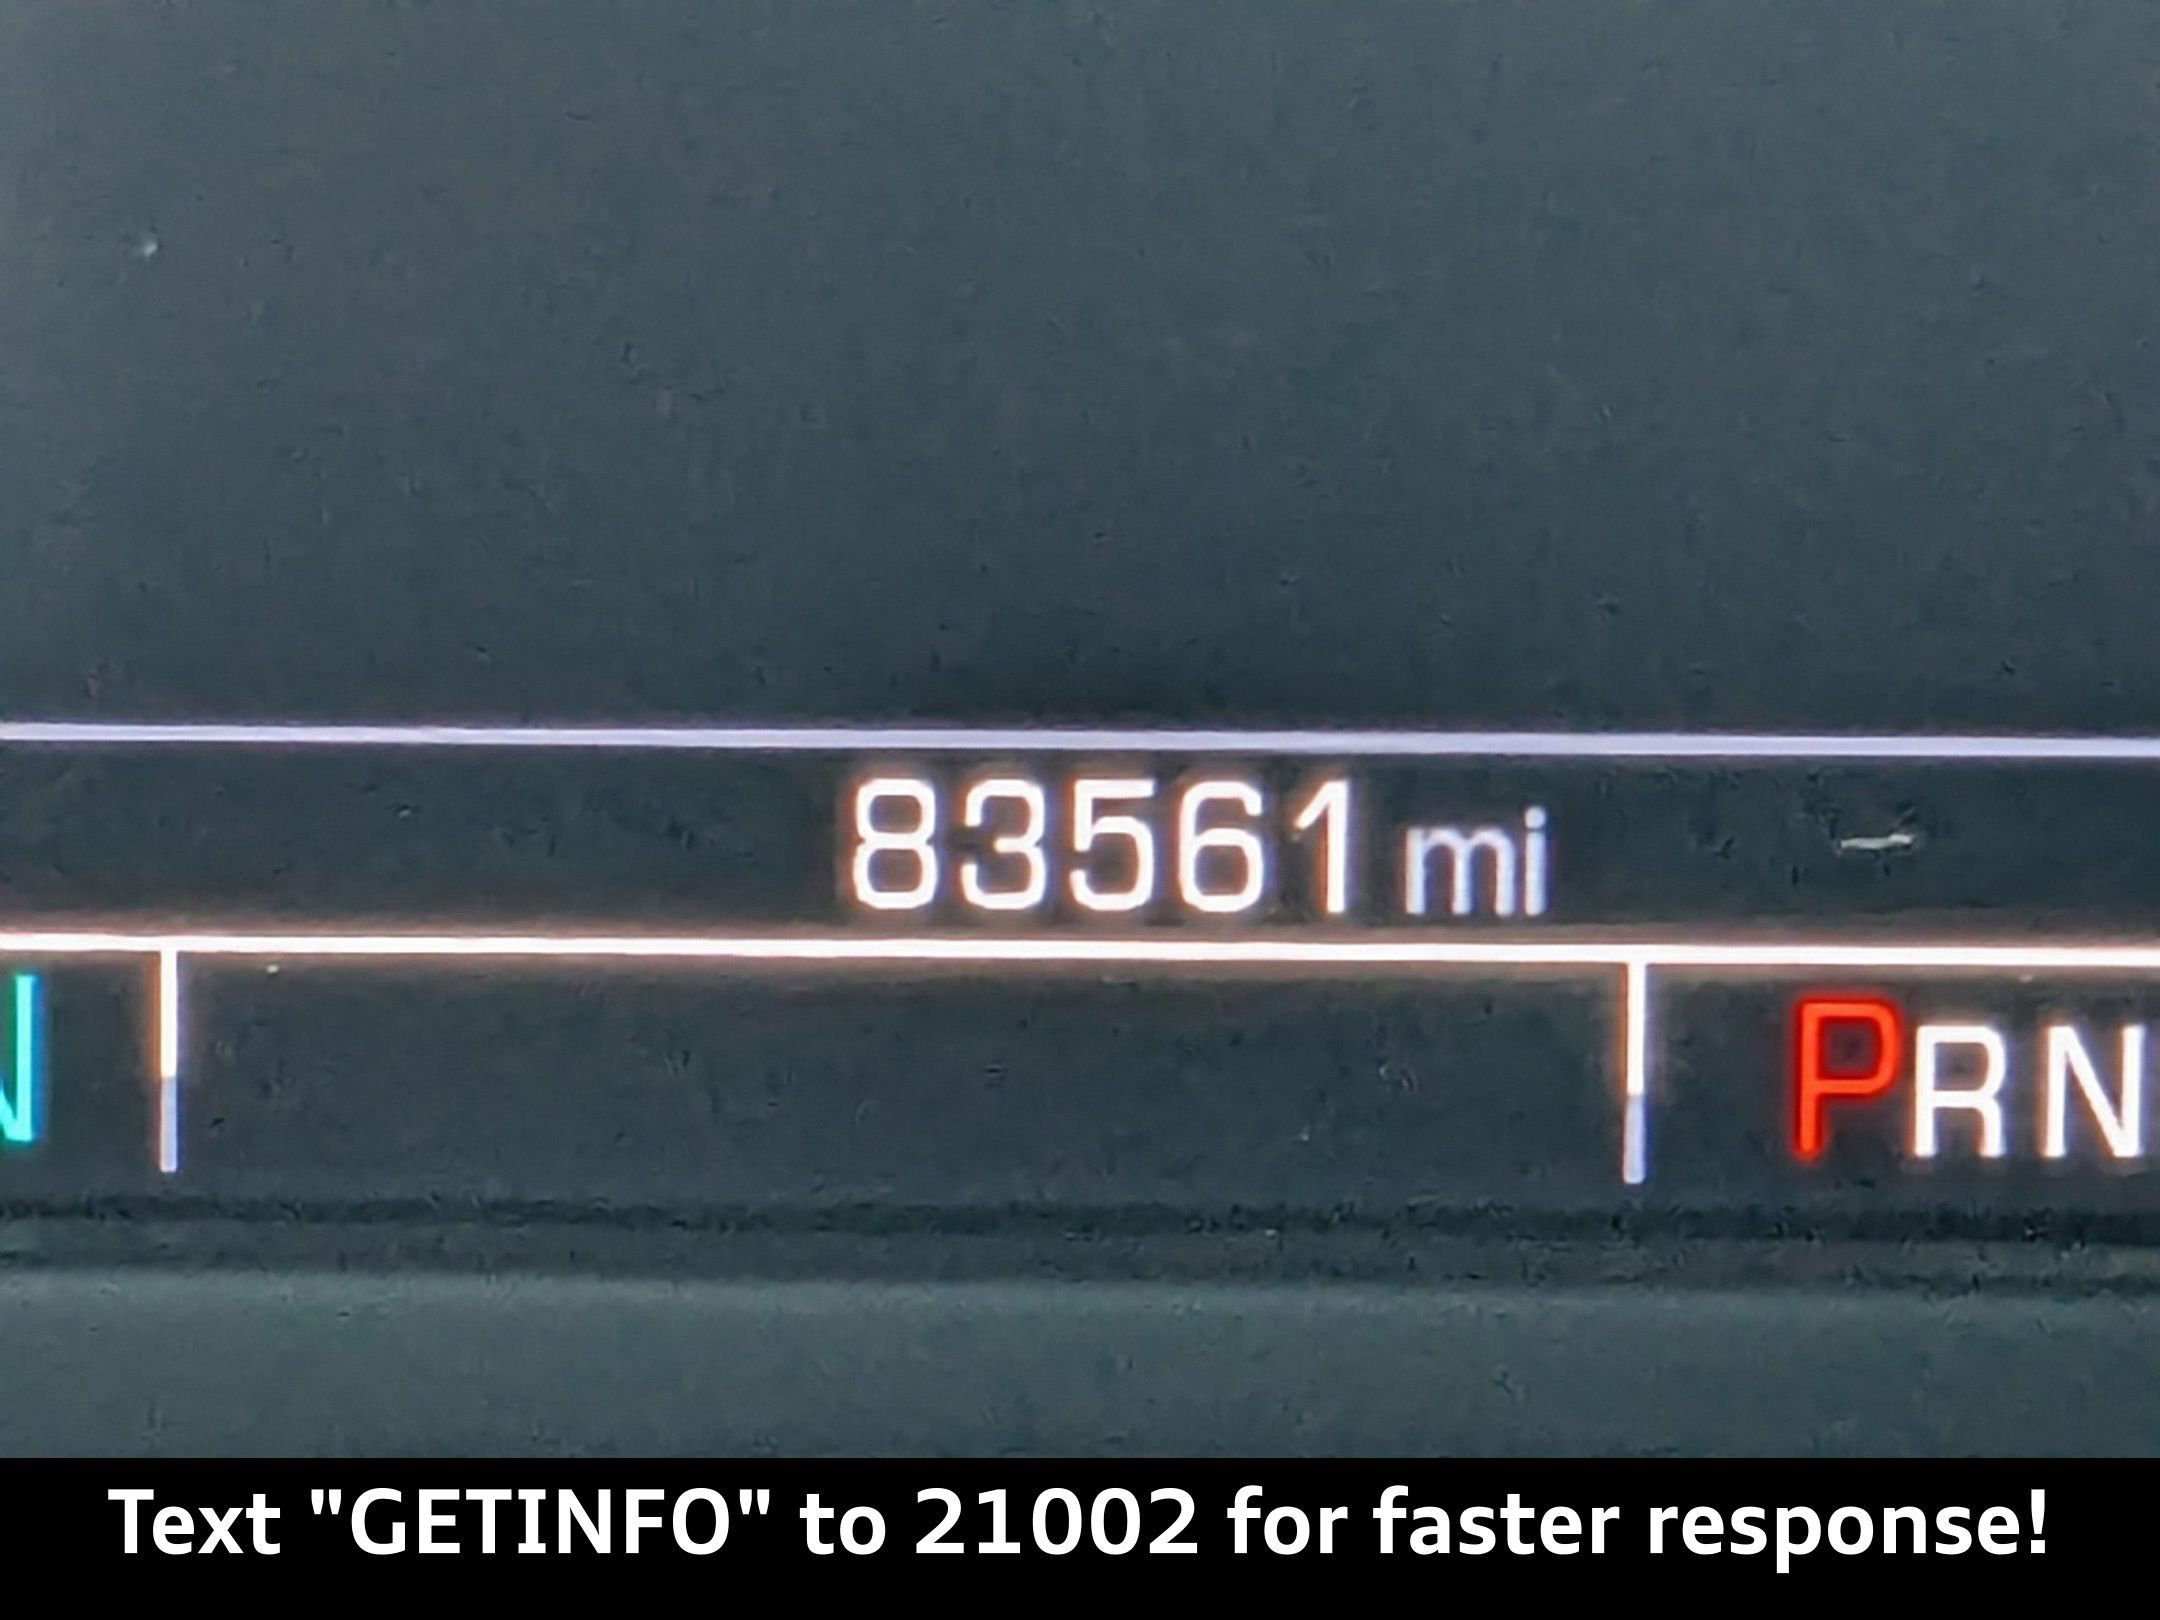 83561 mi
N PRN
Text "GETINFO" to 21002 for faster response!